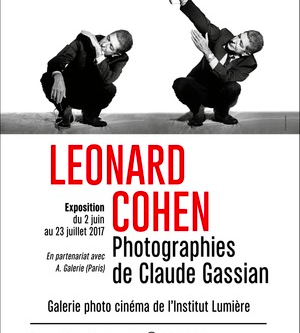 LEONARD
COHEN
Exposition
du 2 juin
au 23 juillet 2017
En partenariat avec
A. Galerie (Paris)
Photographies
de Claude Gassian
Galerie photo cinéma de l'Institut Lumière